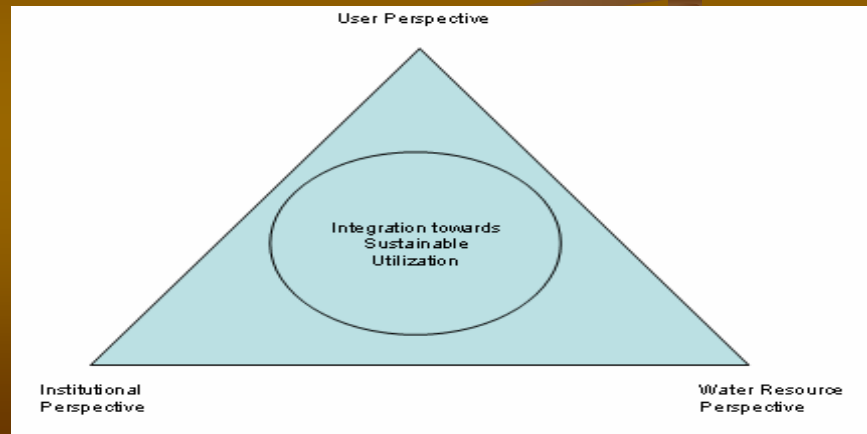 User Perspective
Integration towards
Sustainable
Utilization
Institutional
Perspective
Water Resource
Perspective